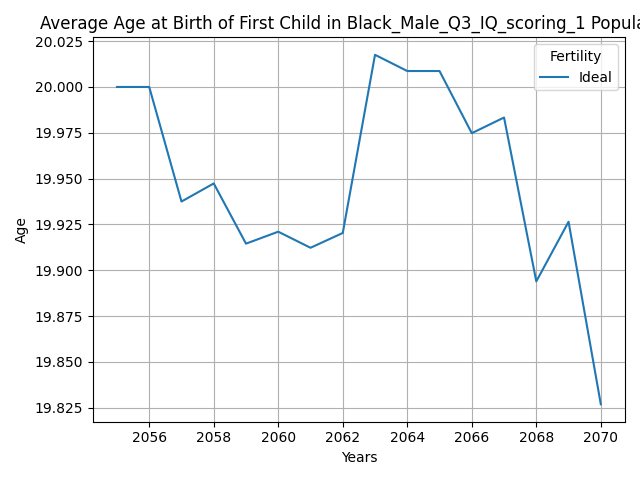 Average Age at Birth of First Child in Black_Male_Q3_IQ_scoring_1 Popula
20.025
20.000
19.975
19.950
19.925
19.900
19.875
19.850
19.825
Age
Fertility
Ideal
2056 2058 2060 2062 2064 2066 2068 2070
Years